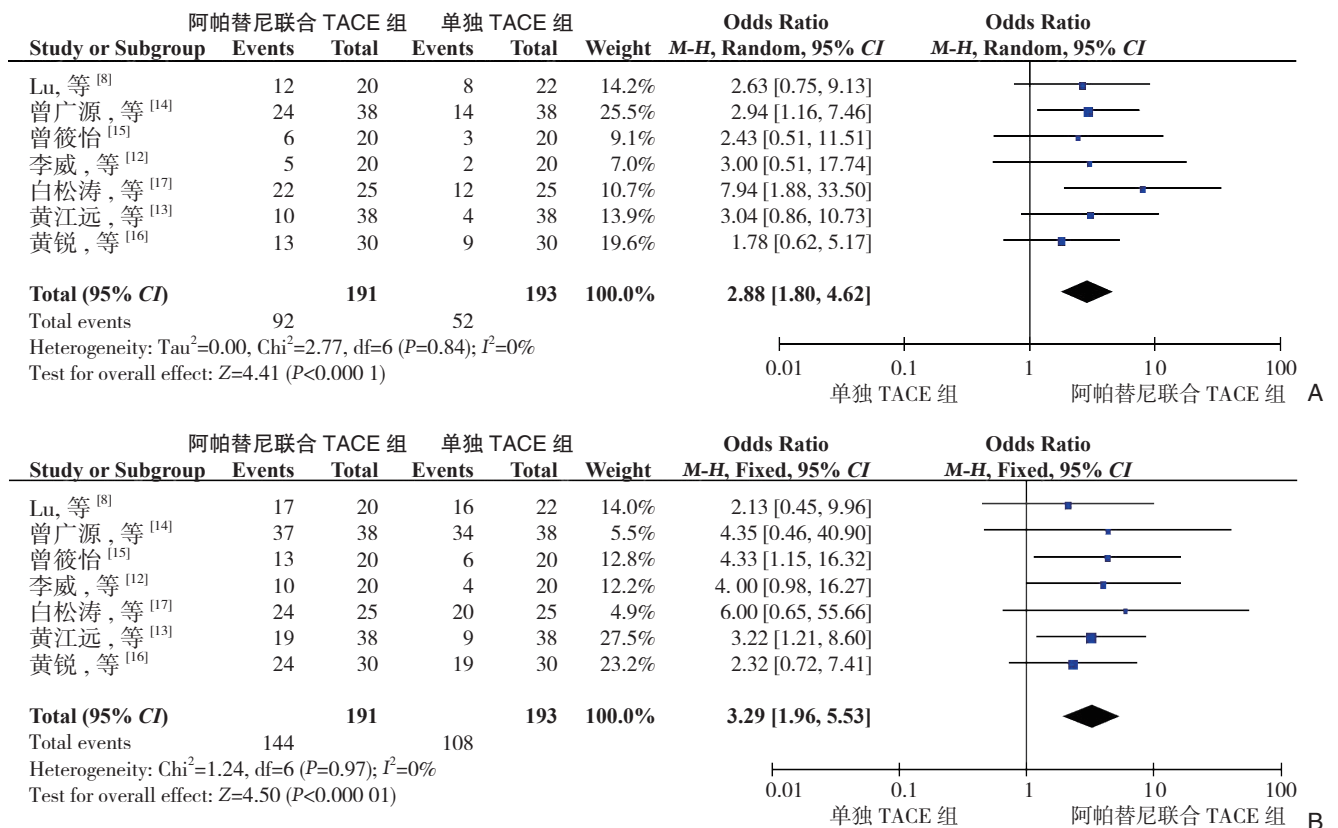 阿帕替尼联合 TACE 组 单独 TACE 组 Odds Ratio Odds Ratio
Study or Subgroup Events Total Events Total Weight M-H, Random, 95% CI M-H, Random, 95% CI
Lu, 等 [8] 12 20 8 22 14.2% 2.63 [0.75, 9.13]
曾广源 , 等 [14] 24 38 14 38 25.5% 2.94 [1.16, 7.46]
曾筱怡 [15] 6 20 3 20 9.1% 2.43 [0.51, 11.51]
李威 , 等 [12] 5 20 2 20 7.0% 3.00 [0.51, 17.74]
白松涛 , 等 [17] 22 25 12 25 10.7% 7.94 [1.88, 33.50]
黄江远 , 等 [13] 10 38 4 38 13.9% 3.04 [0.86, 10.73]
黄锐 , 等 [16] 13 30 9 30 19.6% 1.78 [0.62, 5.17]
Total (95% CI) 191 193 100.0% 2.88 [1.80, 4.62]
Total events 92 52
Heterogeneity: Tau²=0.00, Chi²=2.77, df=6 (P=0.84); I²=0%
Test for overall effect: Z=4.41 (P<0.000 1)
0.01 0.1 1 10 100
单独 TACE 组 阿帕替尼联合 TACE 组 A
阿帕替尼联合 TACE 组 单独 TACE 组 Odds Ratio Odds Ratio
Study or Subgroup Events Total Events Total Weight M-H, Fixed, 95% CI M-H, Fixed, 95% CI
Lu, 等 [8] 17 20 16 22 14.0% 2.13 [0.45, 9.96]
曾广源 , 等 [14] 37 38 34 38 5.5% 4.35 [0.46, 40.90]
曾筱怡 [15] 13 20 6 20 12.8% 4.33 [1.15, 16.32]
李威 , 等 [12] 10 20 4 20 12.2% 4. 00 [0.98, 16.27]
白松涛 , 等 [17] 24 25 20 25 4.9% 6.00 [0.65, 55.66]
黄江远 , 等 [13] 19 38 9 38 27.5% 3.22 [1.21, 8.60]
黄锐 , 等 [16] 24 30 19 30 23.2% 2.32 [0.72, 7.41]
Total (95% CI) 191 193 100.0% 3.29 [1.96, 5.53]
Total events 144 108
Heterogeneity: Chi²=1.24, df=6 (P=0.97); I²=0%
Test for overall effect: Z=4.50 (P<0.000 01)
0.01 0.1 1 10 100
单独 TACE 组 阿帕替尼联合 TACE 组 B